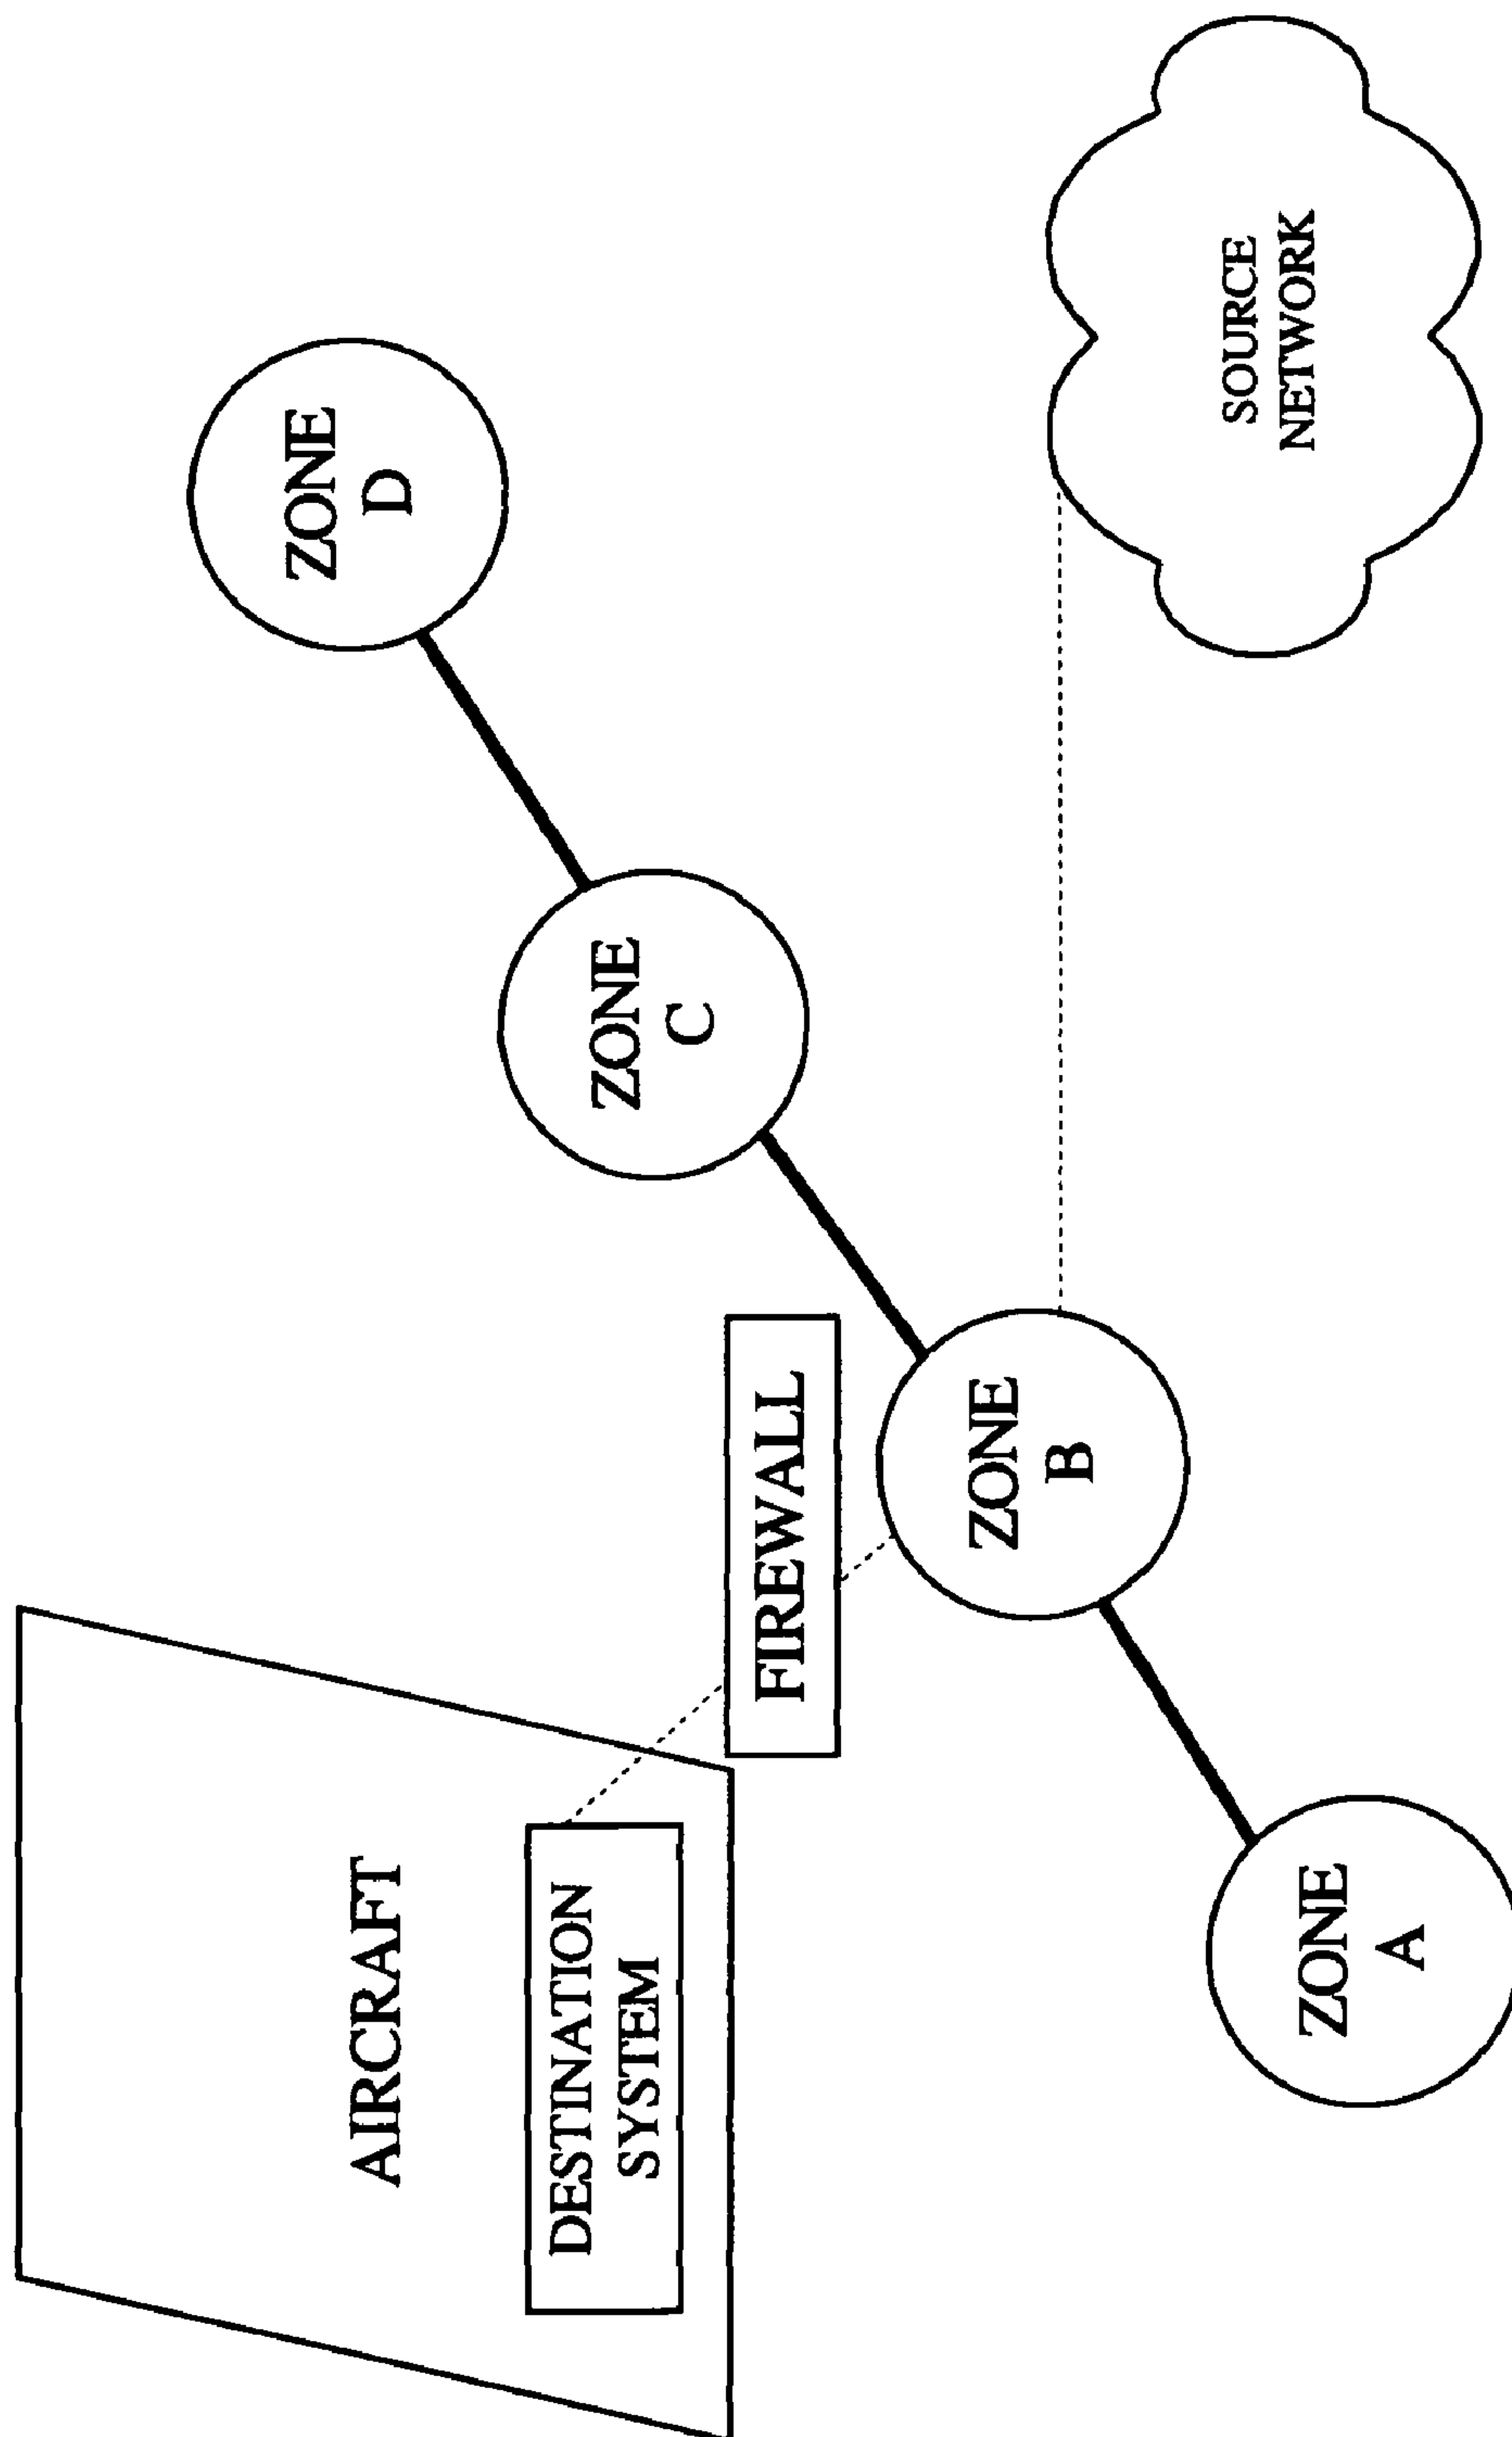 AIRCRAFT
DESTINATION
SYSTEM
FIREWALL
ZONE
D
ZONE
C
ZONE
B
ZONE
A
SOURCE
NETWORK